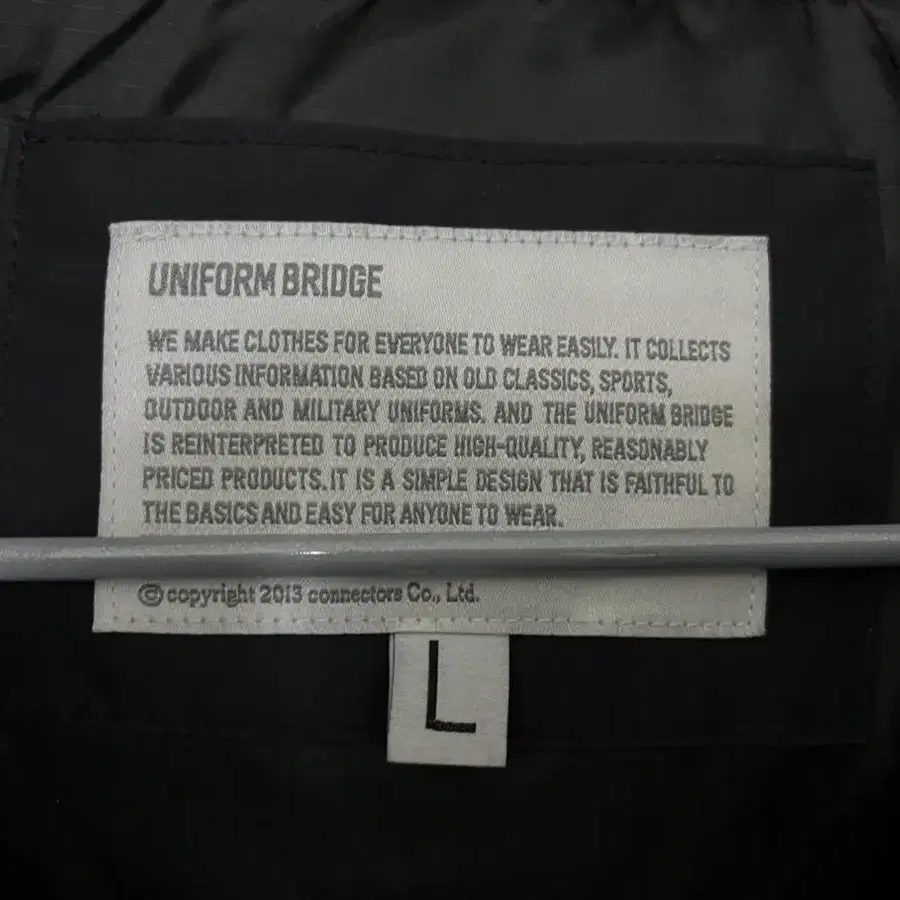 UNIFORM BRIDGE
WE MAKE CLOTHES FOR EVERYONE TO WEAR EASILY. IT COLLECTS
VARIOUS INFORMATION BASED ON OLD CLASSICS, SPORTS,
OUTDOOR AND MILITARY UNIFORMS. AND THE UNIFORM BRIDGE
IS REINTERPRETED TO PRODUCE HIGH-QUALITY, REASONABLY
PRICED PRODUCTS. IT IS A SIMPLE DESIGN THAT IS FAITHFUL TO
THE BASICS AND EASY FOR ANYONE TO WEAR.
© copyright 2013 connectors Co., Ltd.
L